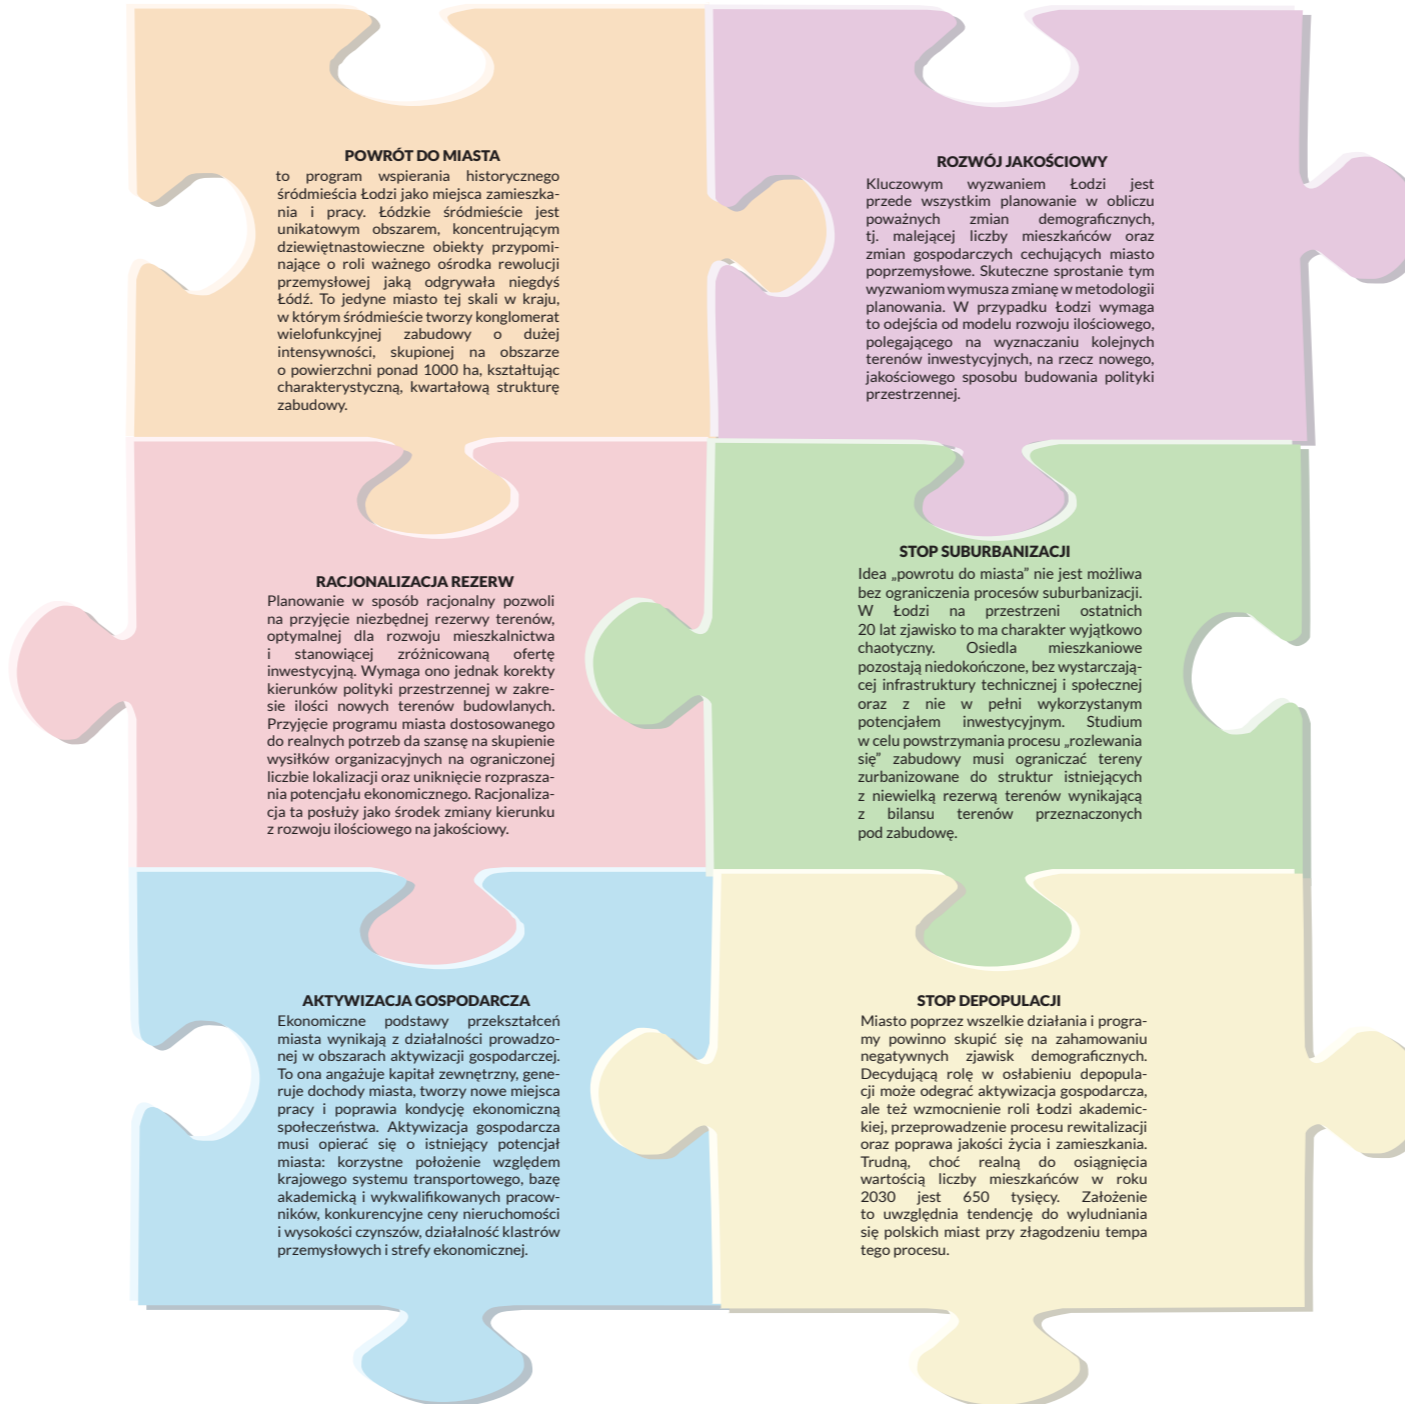 POWRÓT DO MIASTA
to program wspierania historycznego
śródmieścia Łodzi jako miejsca zamieszka-
nia i pracy. Łódzkie śródmieście jest
unikatowym obszarem, koncentrującym
dziewiętnastowieczne obiekty przypomi-
nające o roli ważnego ośrodka rewolucji
przemysłowej jaką odgrywała niegdyś
Łódź. To jedyne miasto tej skali w kraju,
w którym śródmieście tworzy konglomerat
wielofunkcyjnej zabudowy o dużej
intensywności, skupionej na obszarze
o powierzchni ponad 1000 ha, kształtując
charakterystyczną, kwartałową strukturę
zabudowy.
ROZWÓJ JAKOŚCIOWY
Kluczowym wyzwaniem Łodzi jest
przede wszystkim planowanie w obliczu
poważnych zmian demograficznych,
tj. malejącej liczby mieszkańców oraz
zmian gospodarczych cechujących miasto
poprzemysłowe. Skuteczne sprostanie tym
wyzwaniom wymusza zmianę w metodologii
planowania. W przypadku Łodzi wymaga
to odejścia od modelu rozwoju ilościowego,
polegającego na wyznaczaniu kolejnych
terenów inwestycyjnych, na rzecz nowego,
jakościowego sposobu budowania polityki
przestrzennej.
RACJONALIZACJA REZERW
Planowanie w sposób racjonalny pozwoli
na przyjęcie niezbędnej rezerwy terenów,
optymalnej dla rozwoju mieszkalnictwa
i stanowiącej zróżnicowaną ofertę
inwestycyjną. Wymaga ono jednak korekty
kierunków polityki przestrzennej w zakre-
sie ilości nowych terenów budowlanych.
Przyjęcie programu miasta dostosowanego
do realnych potrzeb da szansę na skupienie
wysiłków organizacyjnych na ograniczonej
liczbie lokalizacji oraz uniknięcie rozprasza-
nia potencjału ekonomicznego. Racjonaliza-
cja ta posłuży jako środek zmiany kierunku
z rozwoju ilościowego na jakościowy.
STOP SUBURBANIZACJI
Idea „powrotu do miasta” nie jest możliwa
bez ograniczenia procesów suburbanizacji.
W Łodzi na przestrzeni ostatnich
20 lat zjawisko to ma charakter wyjątkowo
chaotyczny. Osiedla mieszkaniowe
pozostają niedokończone, bez wystarczają-
cej infrastruktury technicznej i społecznej
oraz z nie w pełni wykorzystanym
potencjałem inwestycyjnym. Studium
w celu powstrzymania procesu „rozlewania
się” zabudowy musi ograniczać tereny
zurbanizowane do struktur istniejących
z niewielką rezerwą terenów wynikającą
z bilansu terenów przeznaczonych
pod zabudowę.
AKTYWIZACJA GOSPODARCZA
Ekonomiczne podstawy przekształceń
miasta wynikają z działalności prowadzo-
nej w obszarach aktywizacji gospodarczej.
To ona angażuje kapitał zewnętrzny, gene-
ruje dochody miasta, tworzy nowe miejsca
pracy i poprawia kondycję ekonomiczną
społeczeństwa. Aktywizacja gospodarcza
musi opierać się o istniejący potencjał
miasta: korzystne położenie względem
krajowego systemu transportowego, bazę
akademicką i wykwalifikowanych pracow-
ników, konkurencyjne ceny nieruchomości
i wysokości czynszów, działalność klastrów
przemysłowych i strefy ekonomicznej.
STOP DEPOPULACJI
Miasto poprzez wszelkie działania i progra-
my powinno skupić się na zahamowaniu
negatywnych zjawisk demograficznych.
Decydującą rolę w osłabieniu depopula-
cji może odegrać aktywizacja gospodarcza,
ale też wzmocnienie roli Łodzi akademic-
kiej, przeprowadzenie procesu rewitalizacji
oraz poprawa jakości życia i zamieszkania.
Trudną, choć realną do osiągnięcia
wartością liczby mieszkańców w roku
2030 jest 650 tysięcy. Założenie
to uwzględnia tendencję do wyludniania
się polskich miast przy złagodzeniu tempa
tego procesu.